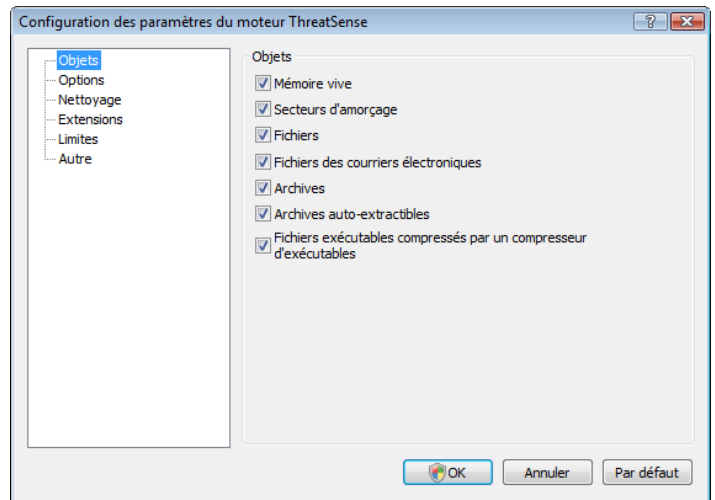 Configuration des paramètres du moteur ThreatSense
Objets
Options
Nettoyage
Extensions
Limites
Autre
Objets
Mémoire vive
Secteurs d'amorçage
Fichiers
Fichiers des courriers électroniques
Archives
Archives auto-extractibles
Fichiers exécutables compressés par un compresseur
d'exécutables
OK
Annuler
Par défaut